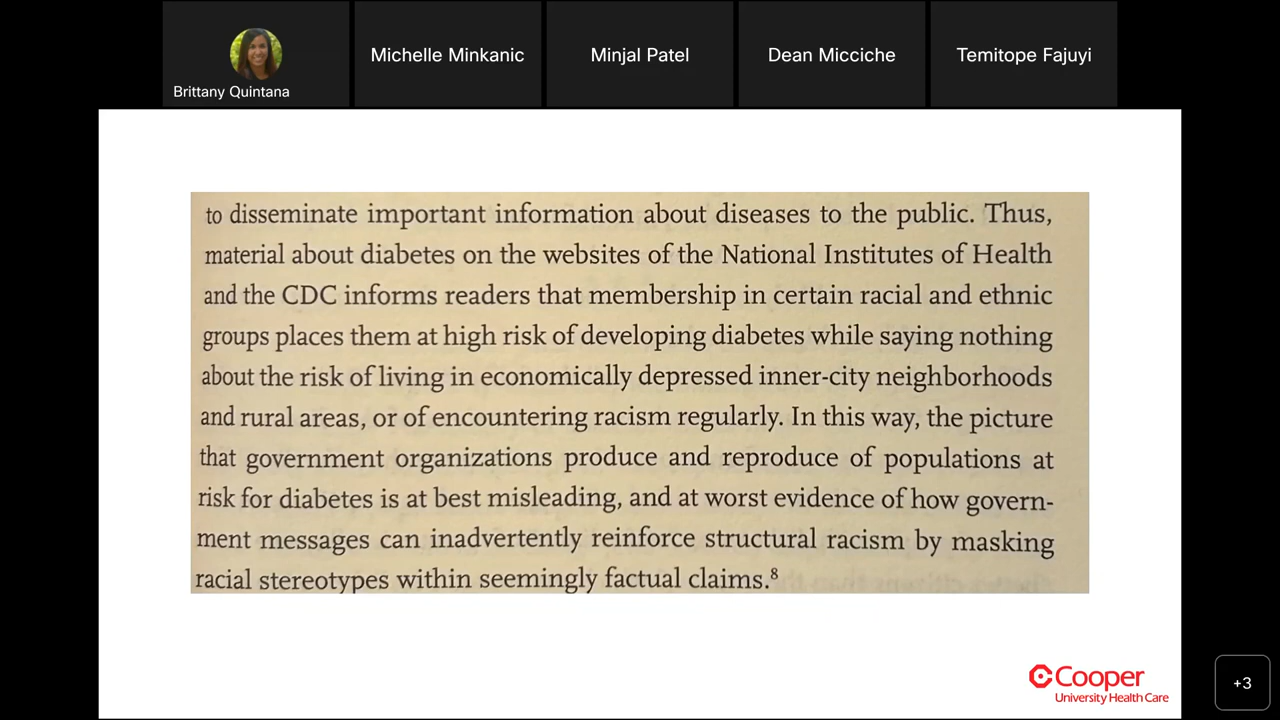 Brittany Quintana
Michelle Minkanic
Minjal Patel
Dean Micciche
Temitope Fajuyi
to disseminate important information about diseases to the public. Thus,
material about diabetes on the websites of the National Institutes of Health
and the CDC informs readers that membership in certain racial and ethnic
groups places them at high risk of developing diabetes while saying nothing
about the risk of living in economically depressed inner-city neighborhoods
and rural areas, or of encountering racism regularly. In this way, the picture
that government organizations produce and reproduce of populations at
risk for diabetes is at best misleading, and at worst evidence of how govern-
ment messages can inadvertently reinforce structural racism by masking
racial stereotypes within seemingly factual claims.⁸
Cooper
University Health Care
+3